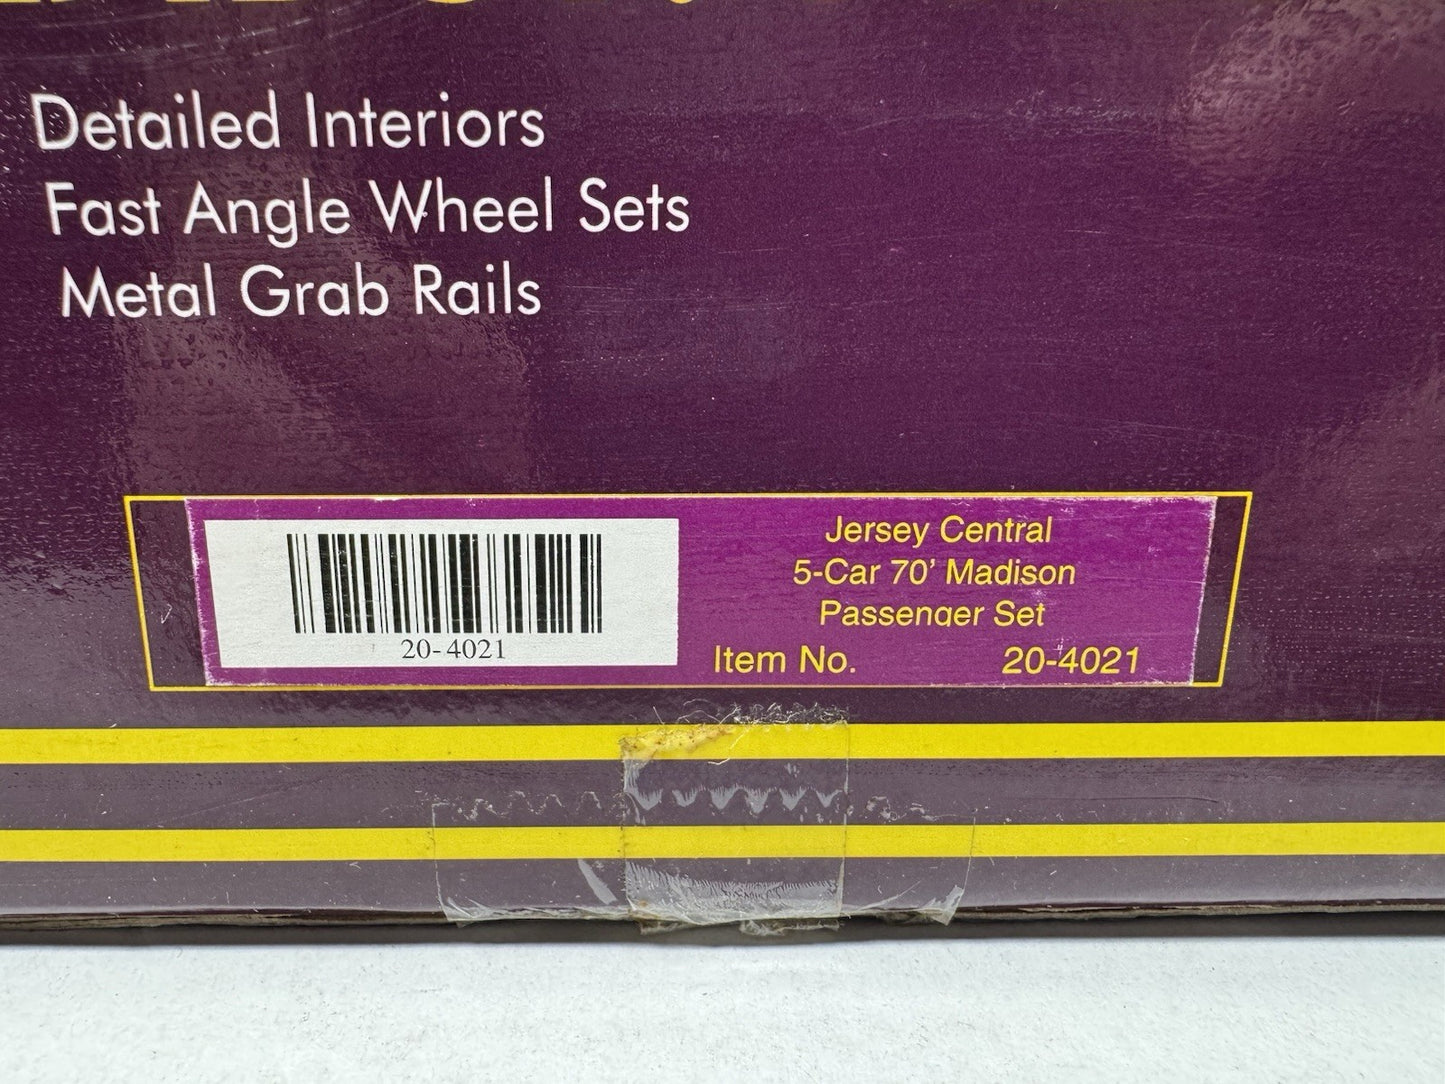 Detailed Interiors
Fast Angle Wheel Sets
Metal Grab Rails
Jersey Central
5-Car 70' Madison
Passenger Set
20-4021
Item No. 20-4021